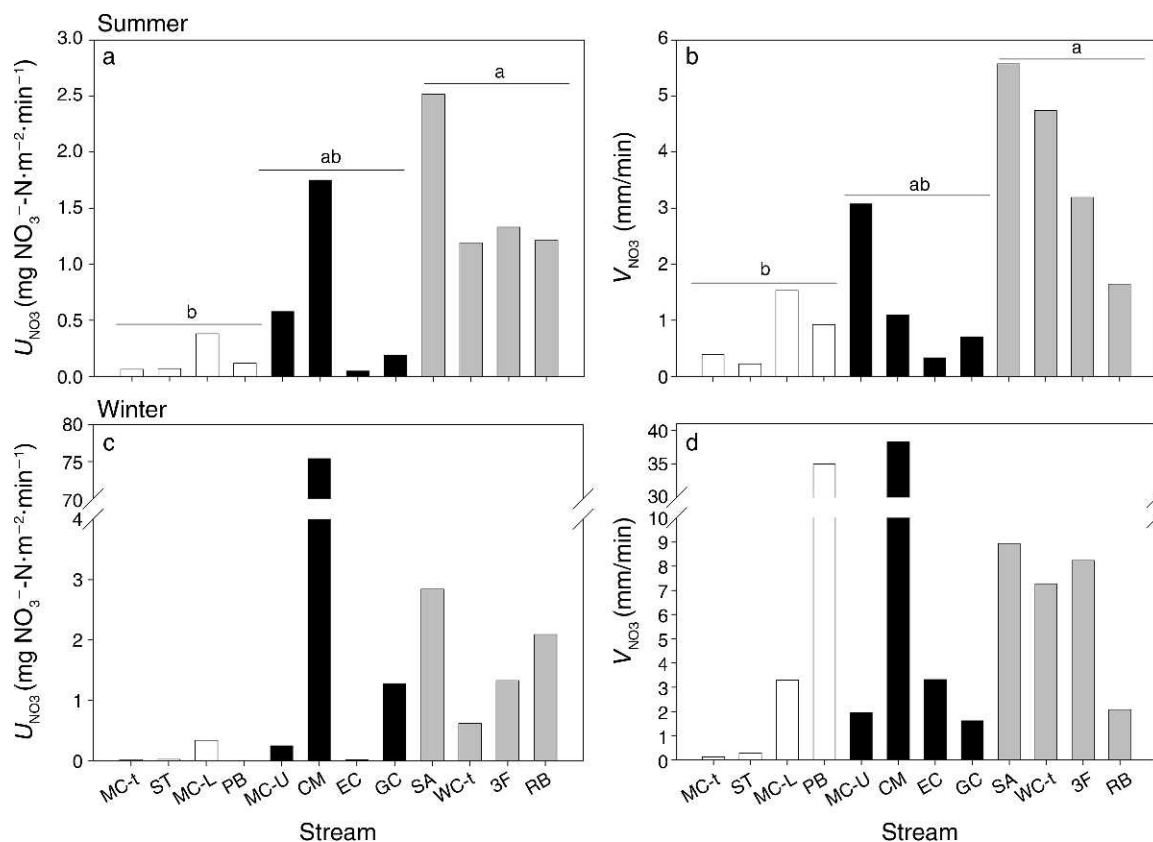 Summer
a
U_NO3 (mg NO₃⁻-N·m⁻²·min⁻¹)
3.0
2.5
2.0
1.5
1.0
0.5
0.0
b
ab
a
b
V_NO3 (mm/min)
6
5
4
3
2
1
0
b
ab
a
Winter
c
U_NO3 (mg NO₃⁻-N·m⁻²·min⁻¹)
80
75
70
4
3
2
1
0
MC-t ST MC-L PB MC-U CM EC GC SA WC-t 3F RB
Stream
d
V_NO3 (mm/min)
40
35
30
10
9
8
7
6
5
4
3
2
1
0
MC-t ST MC-L PB MC-U CM EC GC SA WC-t 3F RB
Stream